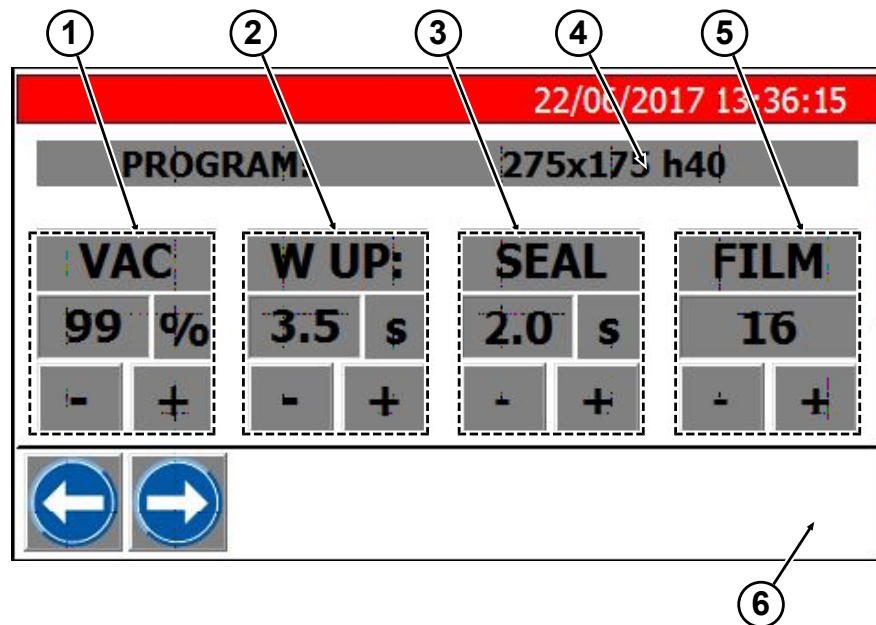 1 2 3 4 5
22/06/2017 13:36:15
PROGRAM: 275x175 h40
VAC W UP: SEAL FILM
99 % 3.5 s 2.0 s 16
- + - + - + - +
6